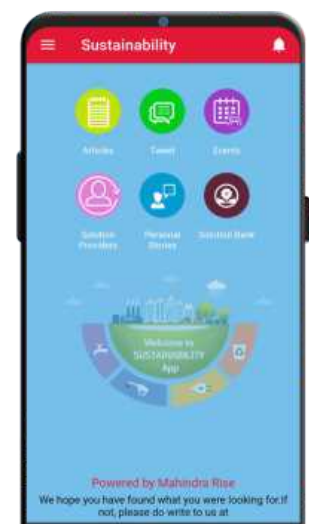 Sustainability
Articles
Tweet
Events
Solution
Providers
Personal
Stories
Solution Bank
Welcome to
SUSTAINABILITY
App
Powered by Mahindra Rise
We hope you have found what you were looking for.If
not, please do write to us at